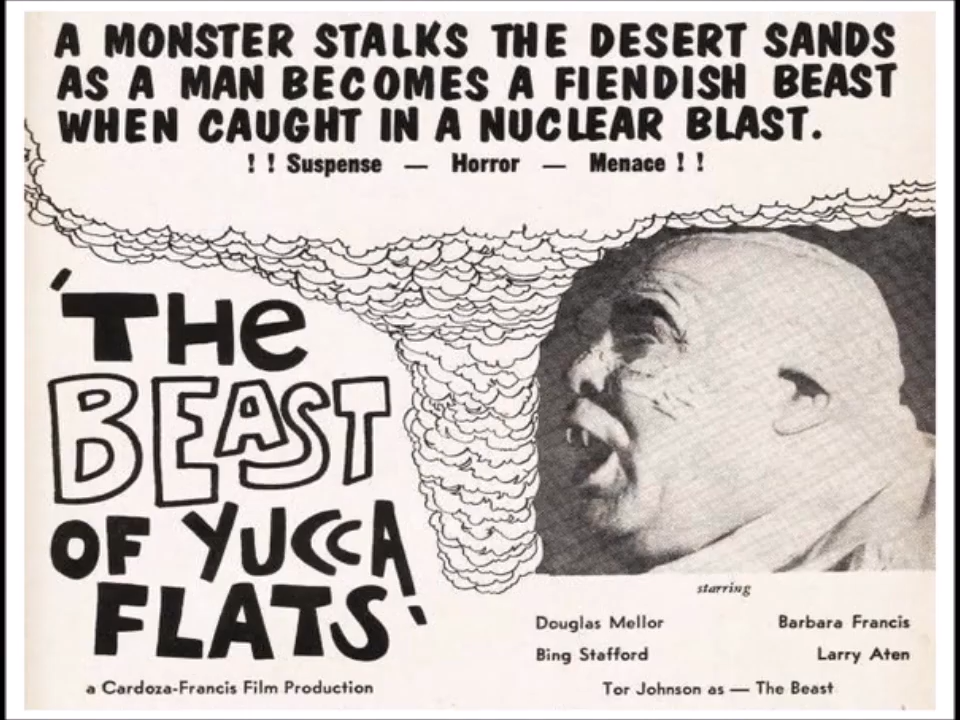 A MONSTER STALKS THE DESERT SANDS
AS A MAN BECOMES A FIENDISH BEAST
WHEN CAUGHT IN A NUCLEAR BLAST.
! ! Suspense — Horror — Menace ! !
'THe
BEAST
OF YUCCA
FLATS'
a Cardoza-Francis Film Production
starring
Douglas Mellor Barbara Francis
Bing Stafford Larry Aten
Tor Johnson as — The Beast